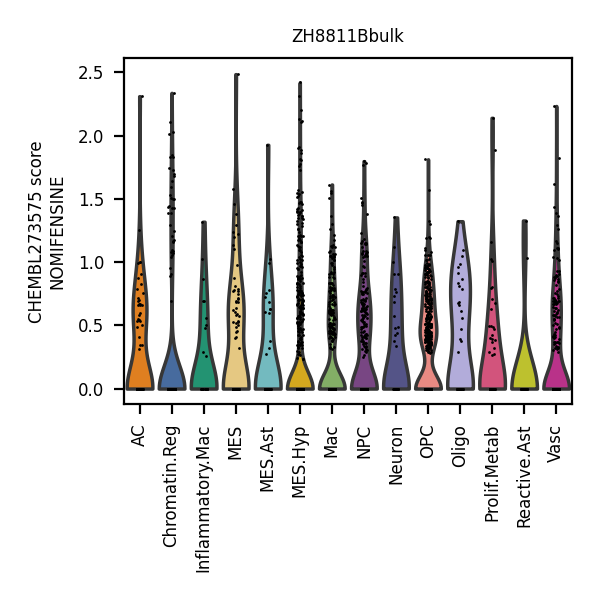 ZH8811Bbulk
CHEMBL273575 score
NOMIFENSINE
2.5
2.0
1.5
1.0
0.5
0.0
AC
Chromatin.Reg
Inflammatory.Mac
MES
MES.Ast
MES.Hyp
Mac
NPC
Neuron
OPC
Oligo
Prolif.Metab
Reactive.Ast
Vasc